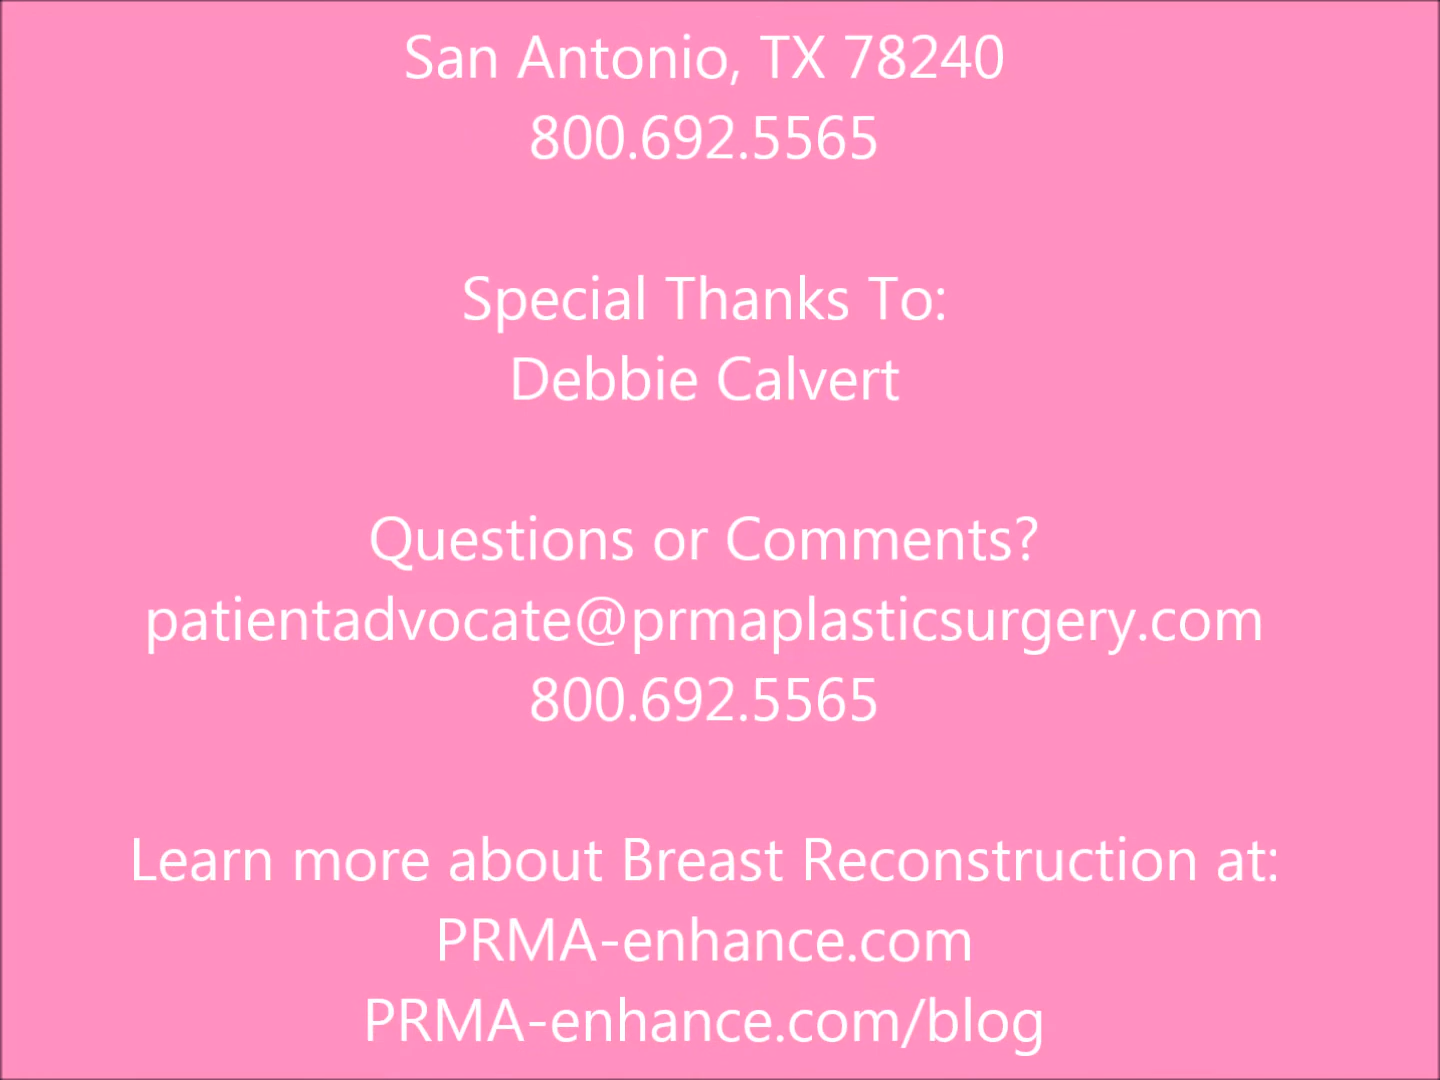 San Antonio, TX 78240
800.692.5565
Special Thanks To:
Debbie Calvert
Questions or Comments?
patientadvocate@prmaplasticsurgery.com
800.692.5565
Learn more about Breast Reconstruction at:
PRMA-enhance.com
PRMA-enhance.com/blog